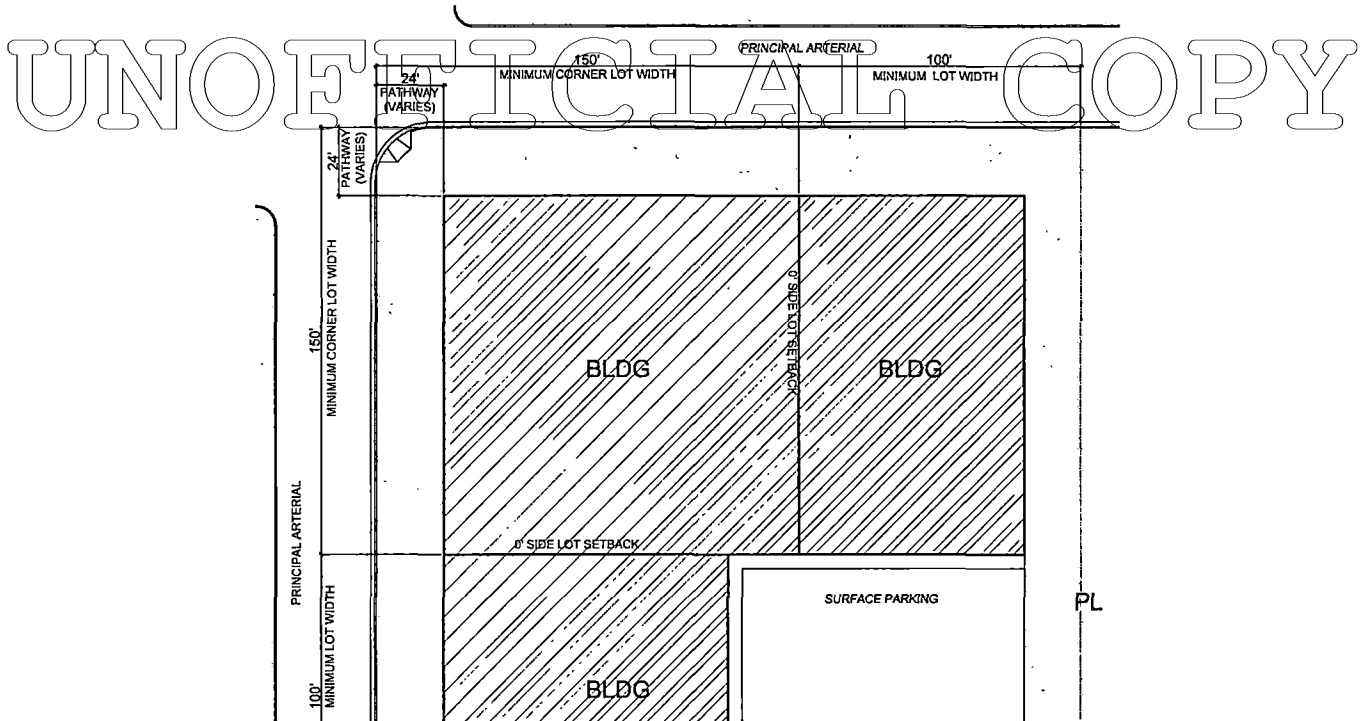 UNOFFICIAL COPY
PRINCIPAL ARTERIAL
150'
MINIMUM CORNER LOT WIDTH
100'
MINIMUM LOT WIDTH
24'
PATHWAY
(VARIES)
24'
PATHWAY
(VARIES)
150'
MINIMUM CORNER LOT WIDTH
0' SIDE LOT SETBACK
BLDG
BLDG
PRINCIPAL ARTERIAL
0' SIDE LOT SETBACK
SURFACE PARKING
PL
100'
MINIMUM LOT WIDTH
BLDG